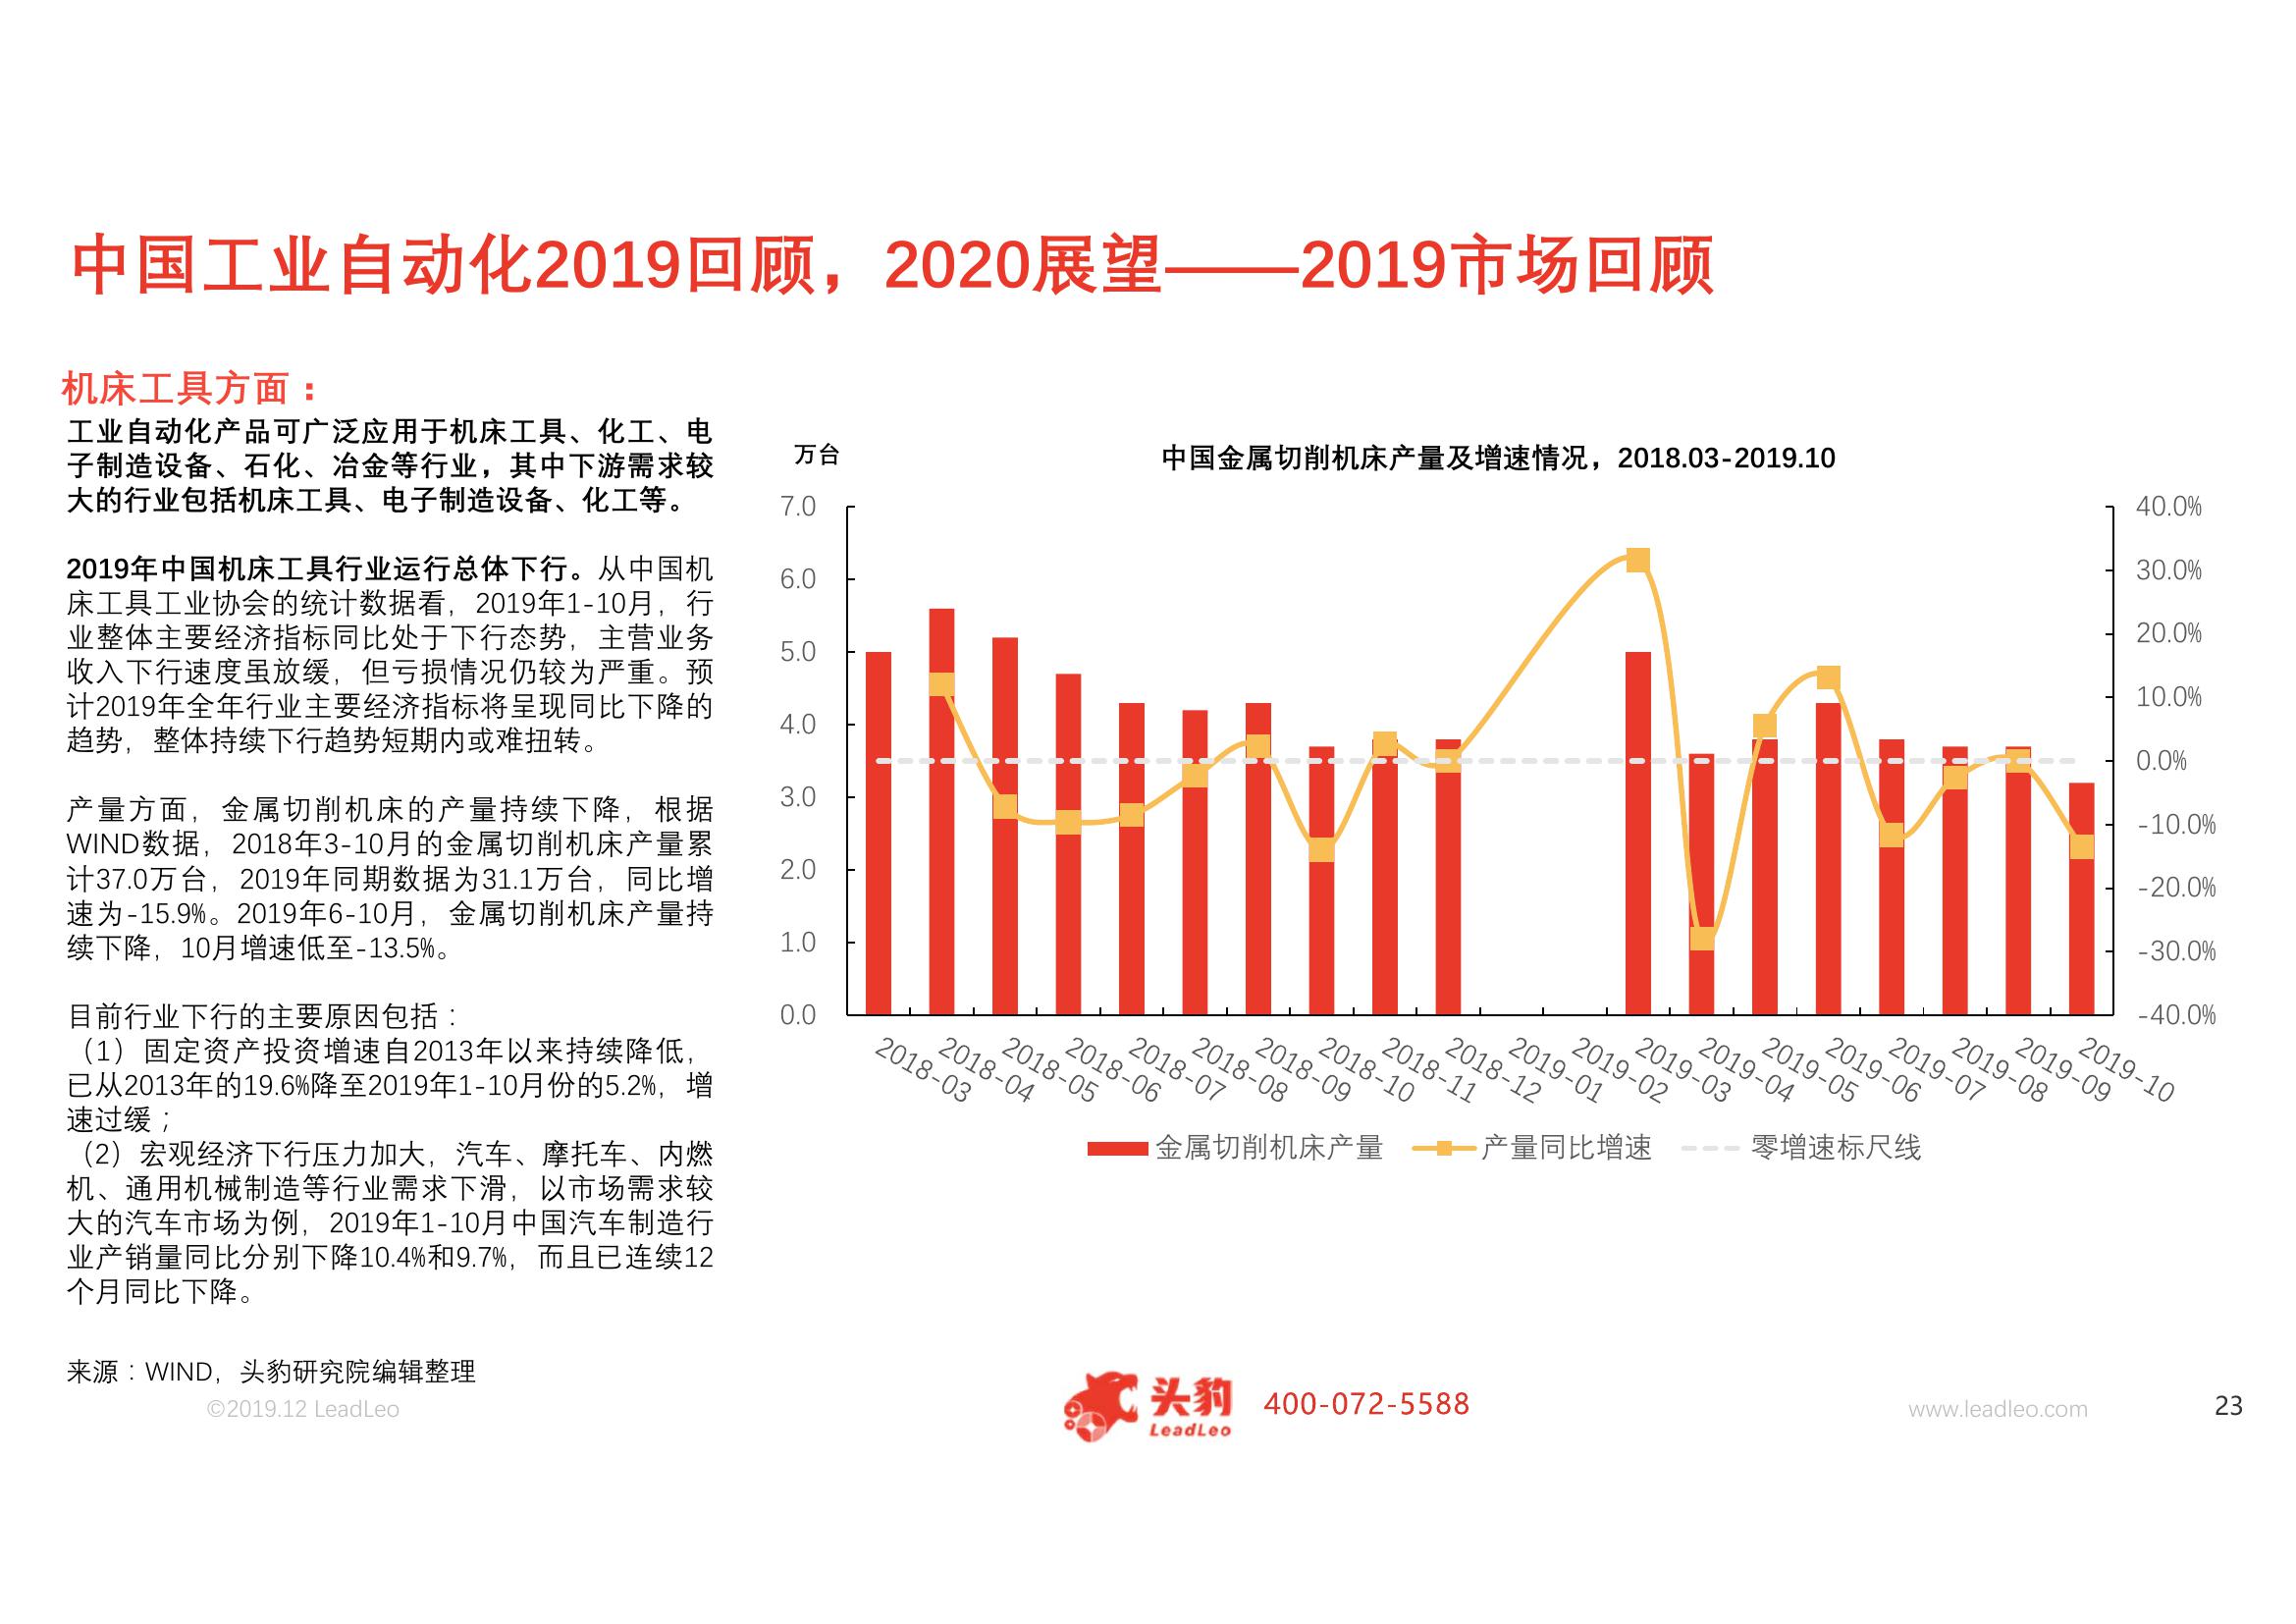 中国工业自动化2019回顾，2020展望——2019市场回顾
机床工具方面：
工业自动化产品可广泛应用于机床工具、化工、电
子制造设备、石化、冶金等行业，其中下游需求较
大的行业包括机床工具、电子制造设备、化工等。
2019年中国机床工具行业运行总体下行。从中国机
床工具工业协会的统计数据看，2019年1-10月，行
业整体主要经济指标同比处于下行态势，主营业务
收入下行速度虽放缓，但亏损情况仍较为严重。预
计2019年全年行业主要经济指标将呈现同比下降的
趋势，整体持续下行趋势短期内或难扭转。
产量方面，金属切削机床的产量持续下降，根据
WIND数据，2018年3-10月的金属切削机床产量累
计37.0万台，2019年同期数据为31.1万台，同比增
速为-15.9%。2019年6-10月，金属切削机床产量持
续下降，10月增速低至-13.5%。
目前行业下行的主要原因包括：
（1）固定资产投资增速自2013年以来持续降低，
已从2013年的19.6%降至2019年1-10月份的5.2%，增
速过缓；
（2）宏观经济下行压力加大，汽车、摩托车、内燃
机、通用机械制造等行业需求下滑，以市场需求较
大的汽车市场为例，2019年1-10月中国汽车制造行
业产销量同比分别下降10.4%和9.7%，而且已连续12
个月同比下降。
万台
中国金属切削机床产量及增速情况，2018.03-2019.10
7.0
6.0
5.0
4.0
3.0
2.0
1.0
0.0
40.0%
30.0%
20.0%
10.0%
0.0%
-10.0%
-20.0%
-30.0%
-40.0%
2018-03
2018-04
2018-05
2018-06
2018-07
2018-08
2018-09
2018-10
2018-11
2018-12
2019-01
2019-02
2019-03
2019-04
2019-05
2019-06
2019-07
2019-08
2019-09
2019-10
金属切削机床产量 产量同比增速 零增速标尺线
来源：WIND，头豹研究院编辑整理
©2019.12 LeadLeo
头豹
LeadLeo
400-072-5588
www.leadleo.com
23